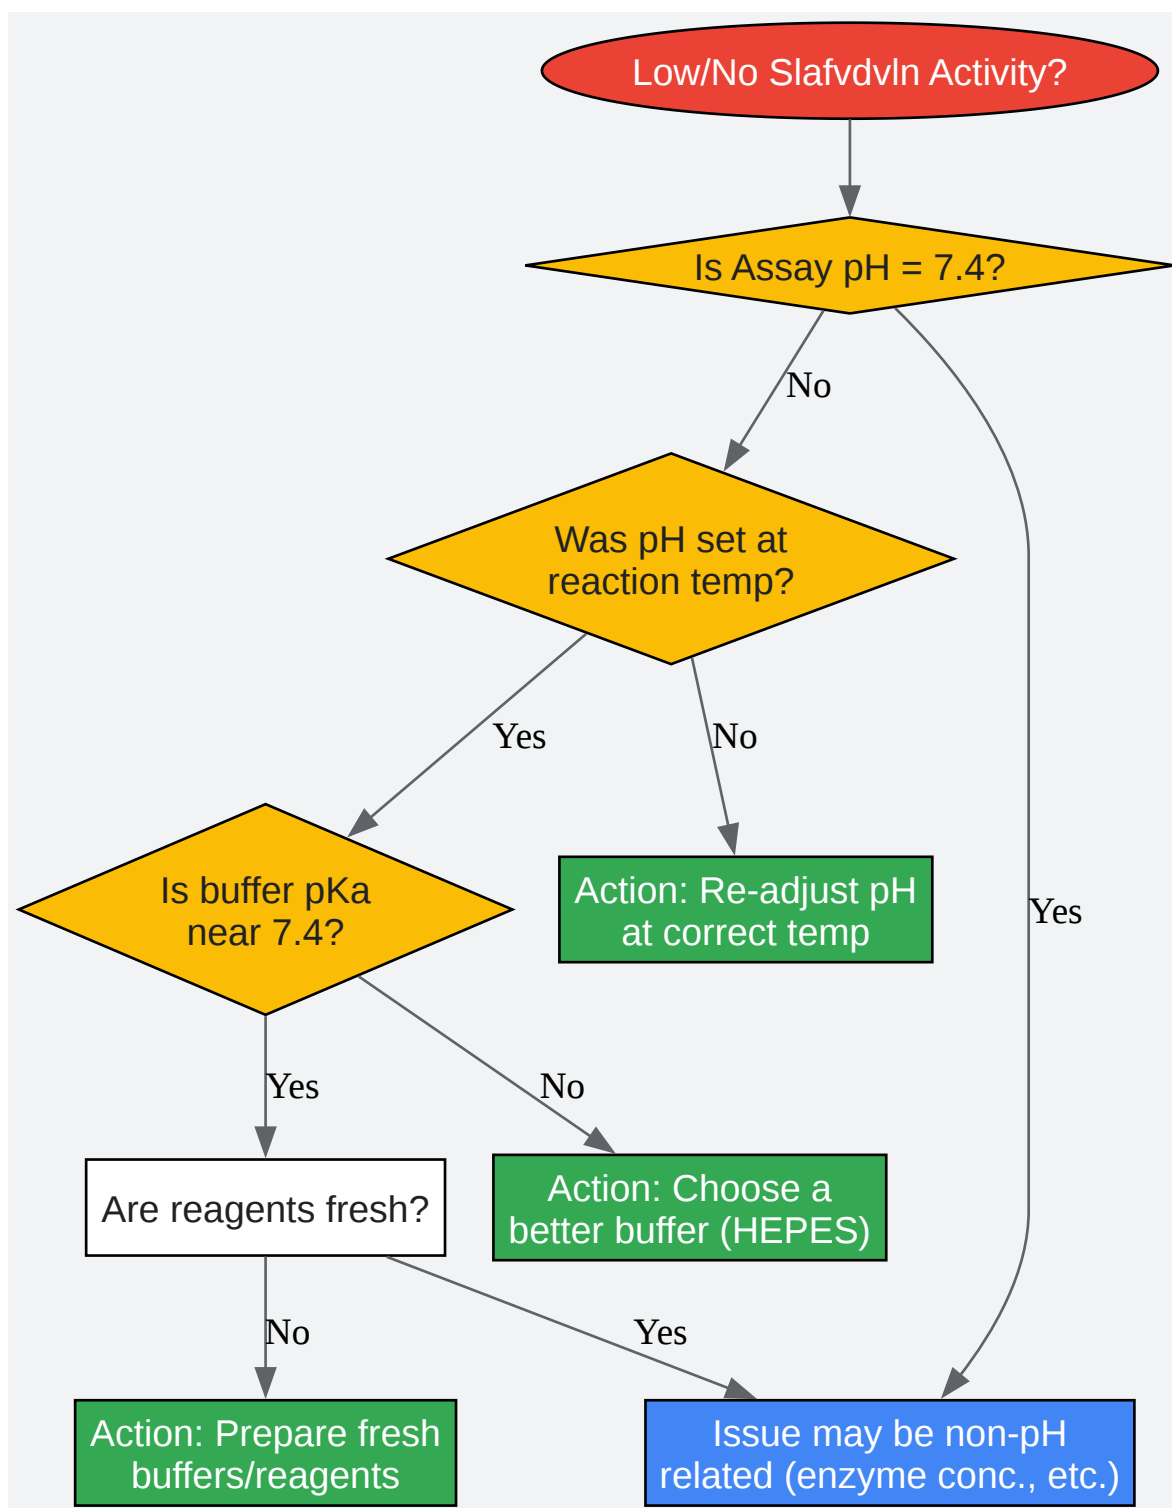 Low/No Slafvdvln Activity?
Is Assay pH = 7.4?
No
Was pH set at
reaction temp?
Yes
No
Is buffer pKa
near 7.4?
Action: Re-adjust pH
at correct temp
Yes
Yes
No
Are reagents fresh?
Action: Choose a
better buffer (HEPES)
No
Yes
Action: Prepare fresh
buffers/reagents
Issue may be non-pH
related (enzyme conc., etc.)